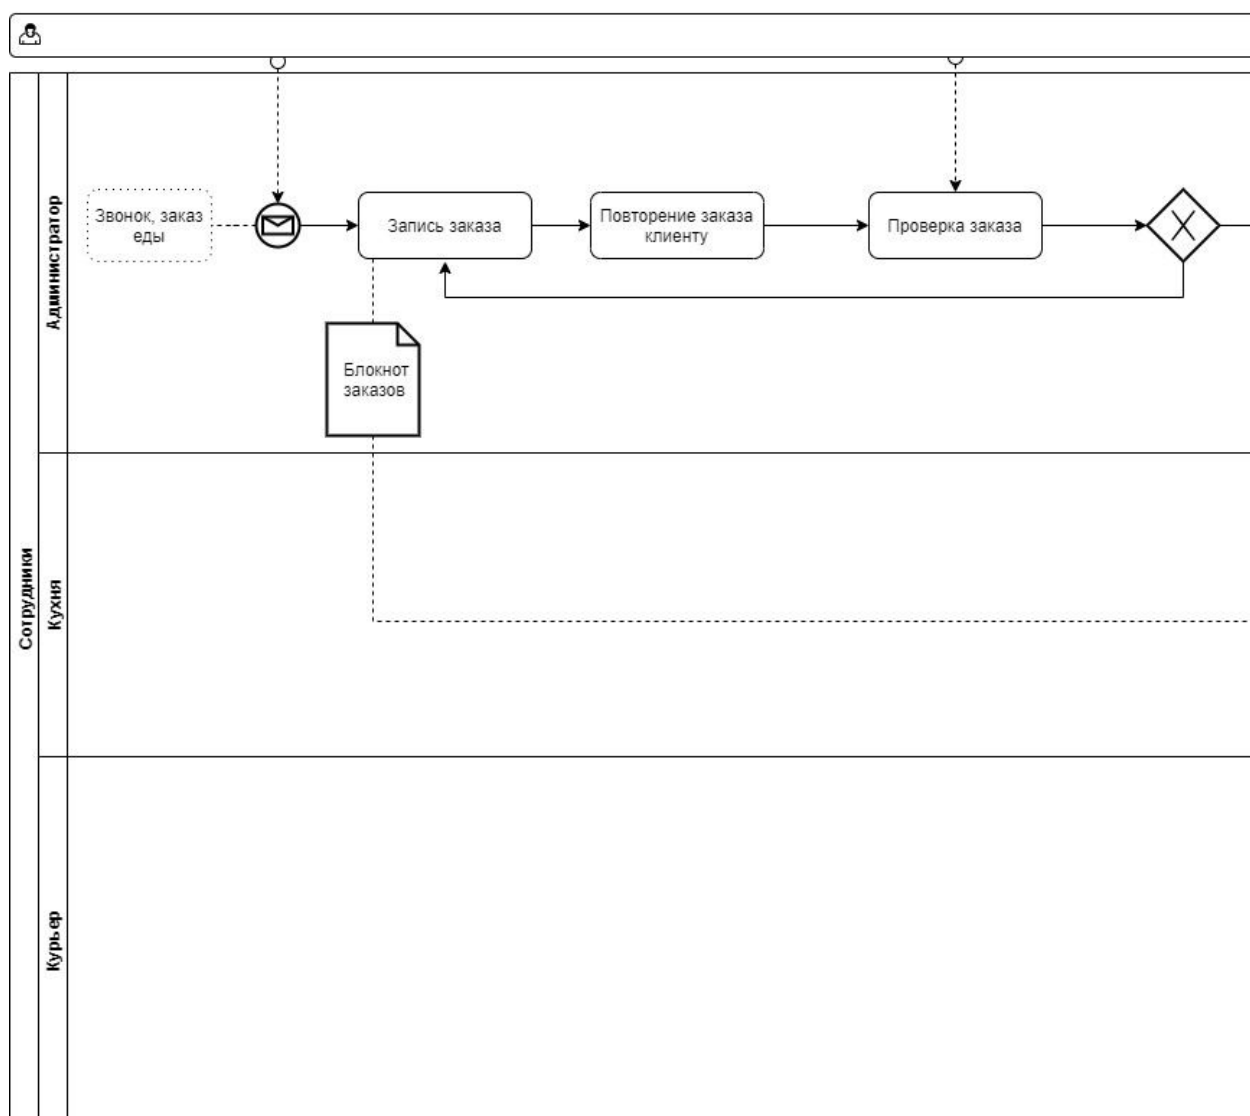 Звонок, заказ
еды
Запись заказа
Повторение заказа
клиенту
Проверка заказа
Блокнот
заказов
Администратор
Сотрудники
Кухня
Курьер